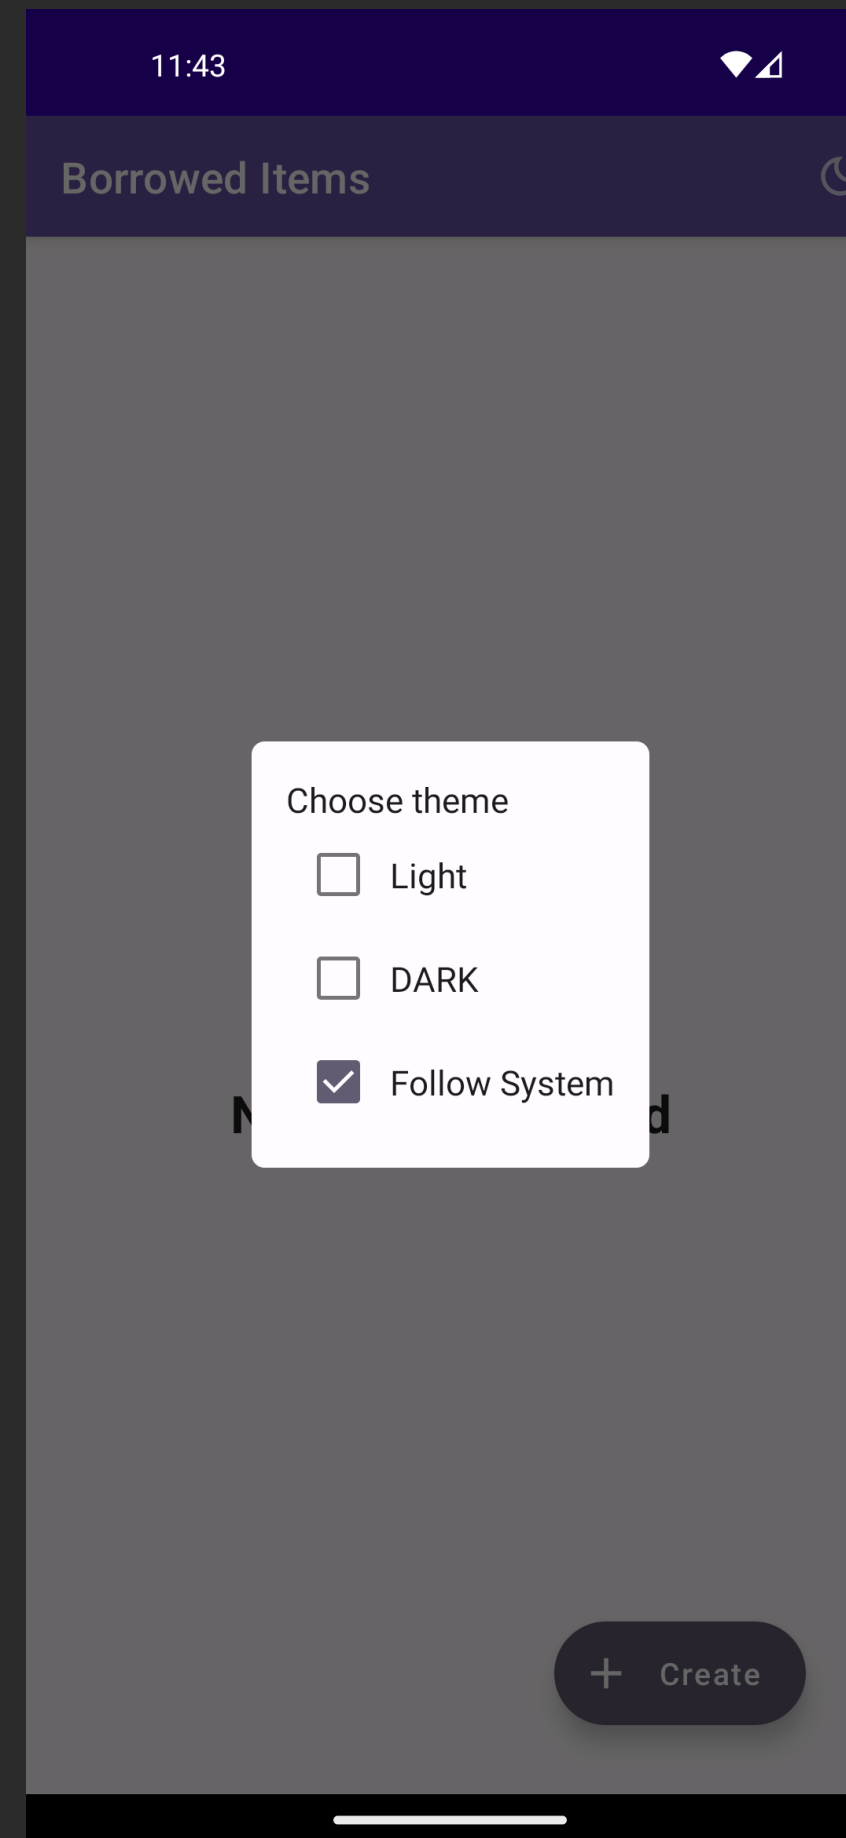 11:43
Borrowed Items
Choose theme
Light
DARK
Follow System
Create